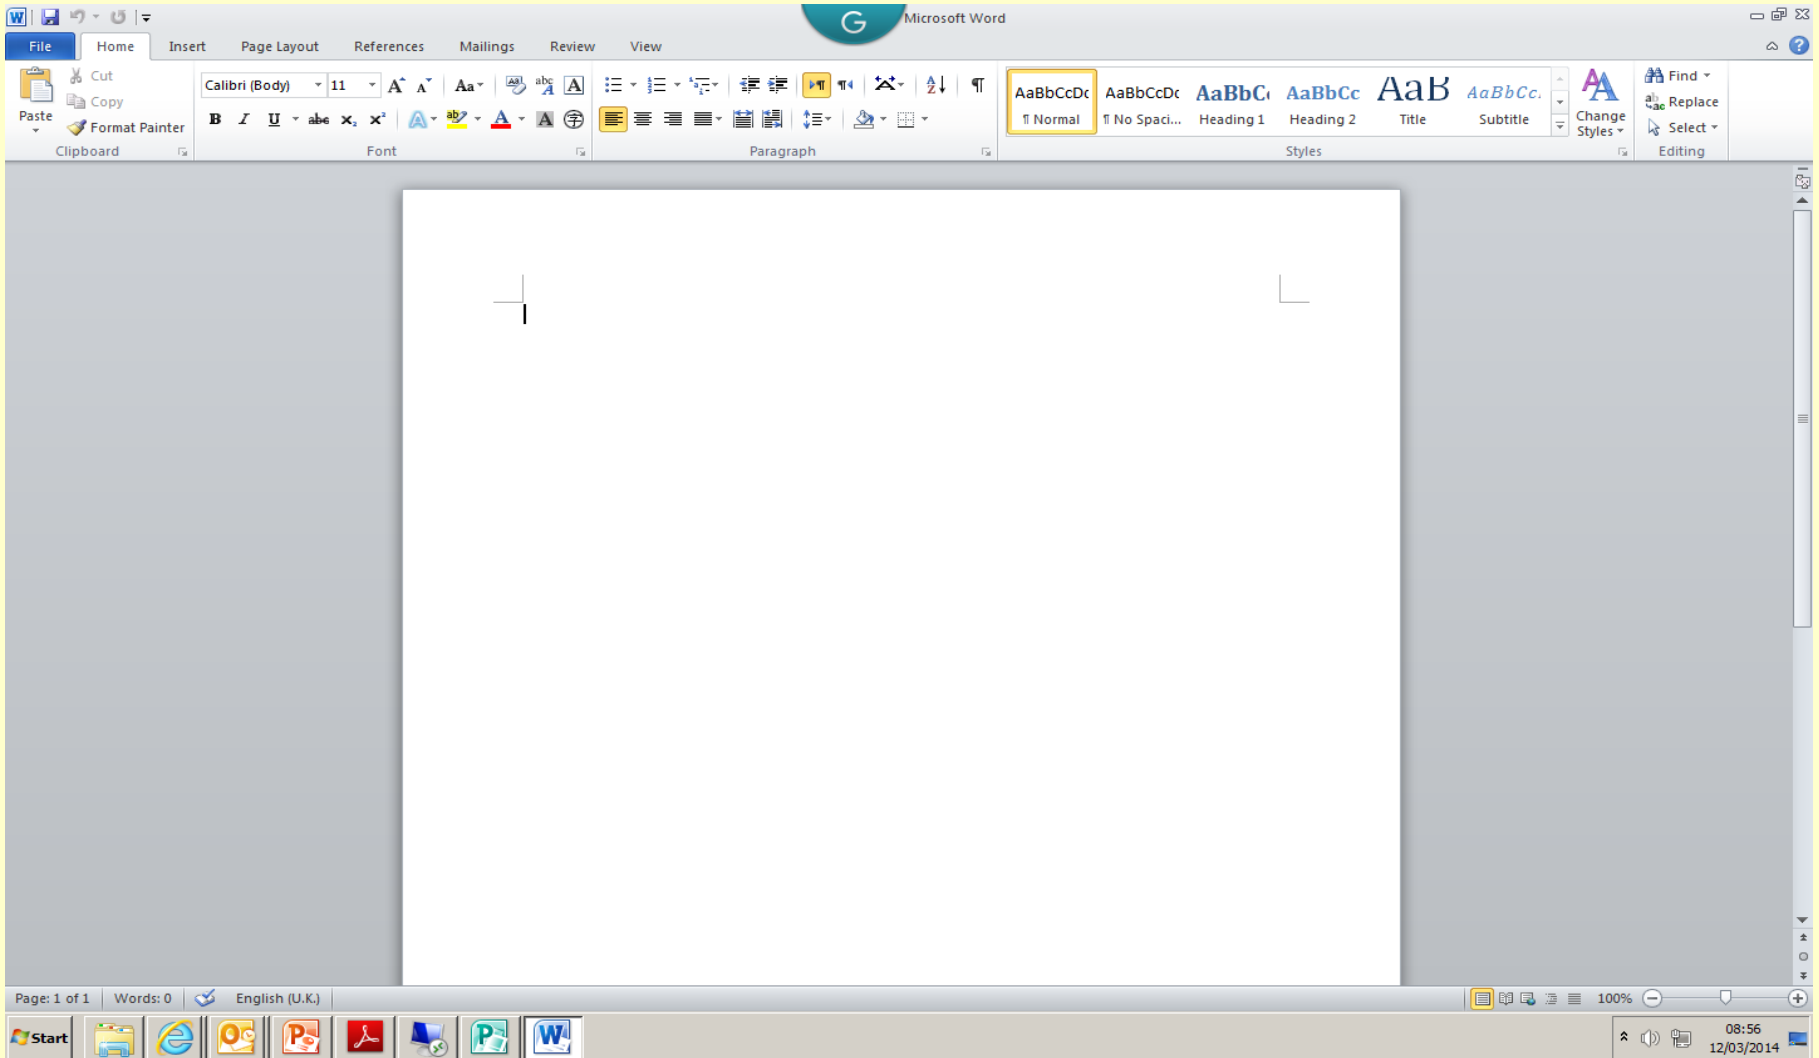 G Microsoft Word
File Home Insert Page Layout References Mailings Review View
Paste
Cut
Copy
Format Painter
Clipboard
Calibri (Body) 11
Font
Paragraph
AaBbCcDc AaBbCcDc AaBbC AaBbCc AaB AaBbCc.
¶ Normal ¶ No Spaci... Heading 1 Heading 2 Title Subtitle
Change
Styles
Styles
Find
Replace
Select
Editing
Page: 1 of 1 Words: 0 English (U.K.) 100%
Start
08:56
12/03/2014